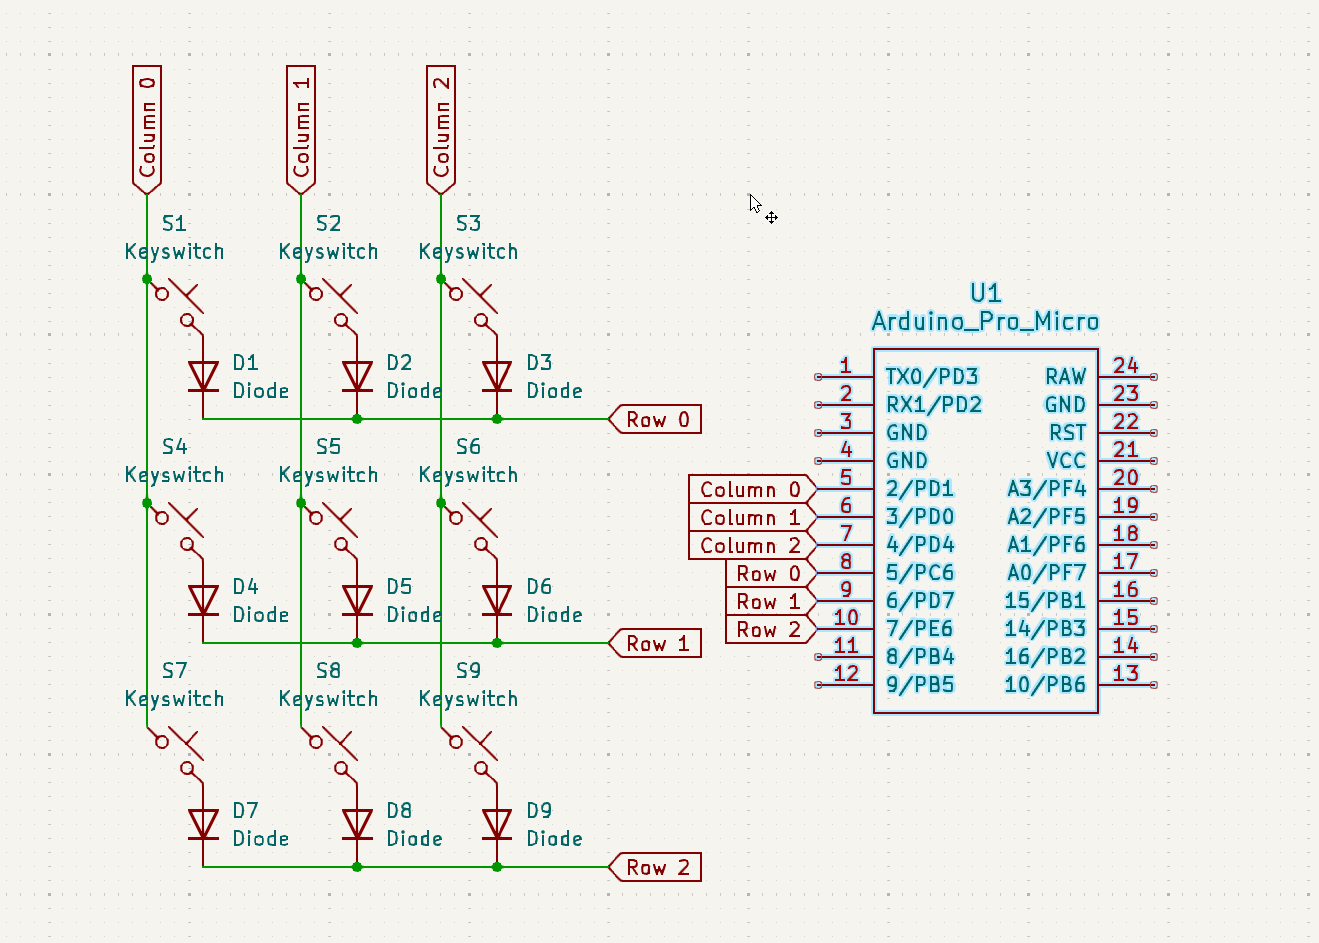 Column 0
Column 1
Column 2
S1
Keyswitch
S2
Keyswitch
S3
Keyswitch
D1
Diode
D2
Diode
D3
Diode
Row 0
S4
Keyswitch
S5
Keyswitch
S6
Keyswitch
D4
Diode
D5
Diode
D6
Diode
Row 1
S7
Keyswitch
S8
Keyswitch
S9
Keyswitch
D7
Diode
D8
Diode
D9
Diode
Row 2
U1
Arduino_Pro_Micro
1 TX0/PD3
2 RX1/PD2
3 GND
4 GND
Column 0 5 2/PD1
Column 1 6 3/PD0
Column 2 7 4/PD4
Row 0 8 5/PC6
Row 1 9 6/PD7
Row 2 10 7/PE6
11 8/PB4
12 9/PB5
RAW 24
GND 23
RST 22
VCC 21
A3/PF4 20
A2/PF5 19
A1/PF6 18
A0/PF7 17
15/PB1 16
14/PB3 15
16/PB2 14
10/PB6 13